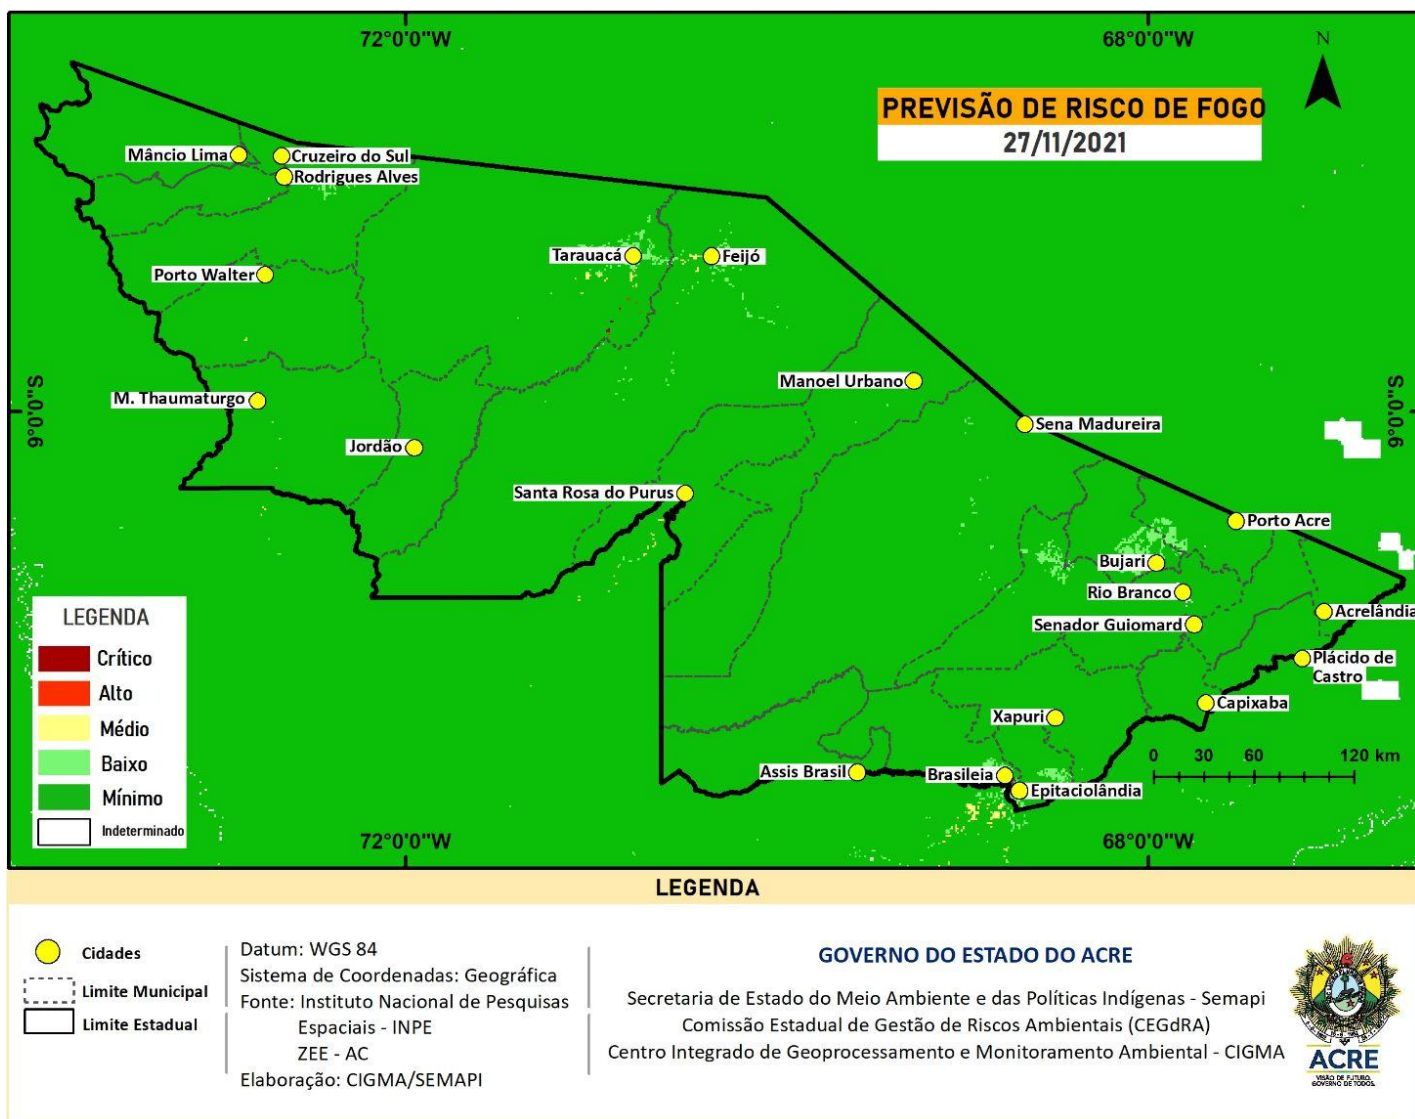 72°0'0"W
68°0'0"W
N
PREVISÃO DE RISCO DE FOGO
27/11/2021
Mâncio Lima
Cruzeiro do Sul
Rodrigues Alves
Tarauacá
Feijó
Porto Walter
Manoel Urbano
9°0'0"S
9°0'0"S
M. Thaumaturgo
Sena Madureira
Jordão
Santa Rosa do Purus
Porto Acre
Bujari
Rio Branco
Acrelândia
Senador Guiomard
Plácido de
Castro
Capixaba
Xapuri
Assis Brasil
Brasileia
Epitaciolândia
0 30 60 120 km
LEGENDA
Crítico
Alto
Médio
Baixo
Mínimo
Indeterminado
72°0'0"W
68°0'0"W
LEGENDA
Cidades
Limite Municipal
Limite Estadual
Datum: WGS 84
Sistema de Coordenadas: Geográfica
Fonte: Instituto Nacional de Pesquisas
Espaciais - INPE
ZEE - AC
Elaboração: CIGMA/SEMAPI
GOVERNO DO ESTADO DO ACRE
Secretaria de Estado do Meio Ambiente e das Políticas Indígenas - Semapi
Comissão Estadual de Gestão de Riscos Ambientais (CEGdRA)
Centro Integrado de Geoprocessamento e Monitoramento Ambiental - CIGMA
ACRE
VISÃO DE FUTURO.
GOVERNO DE TODOS.